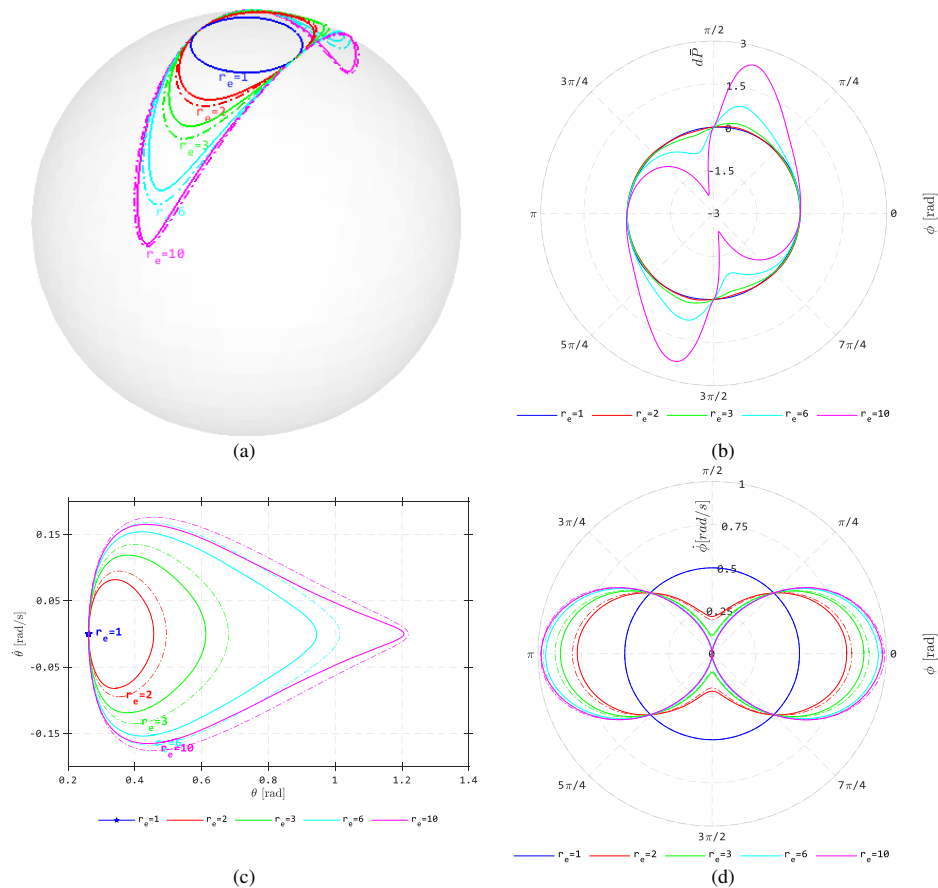 r_e=1
r_e=2
r_e=3
r_e=10
(a)
π/2
dP̄
3
3π/4
π/4
1.5
0
-1.5
π
-3
0
ϕ [rad]
5π/4
7π/4
3π/2
r_e=1 r_e=2 r_e=3 r_e=6 r_e=10
(b)
0.15
0.05
-0.05
-0.15
θ̇ [rad/s]
r_e=1
r_e=2
r_e=3
r_e=10
0.2 0.4 0.6 0.8 1 1.2 1.4
θ [rad]
r_e=1 r_e=2 r_e=3 r_e=6 r_e=10
(c)
π/2
1
3π/4
ϕ̇[rad/s]
π/4
0.75
0.5
0.25
π
0
0
ϕ [rad]
5π/4
7π/4
3π/2
r_e=1 r_e=2 r_e=3 r_e=6 r_e=10
(d)